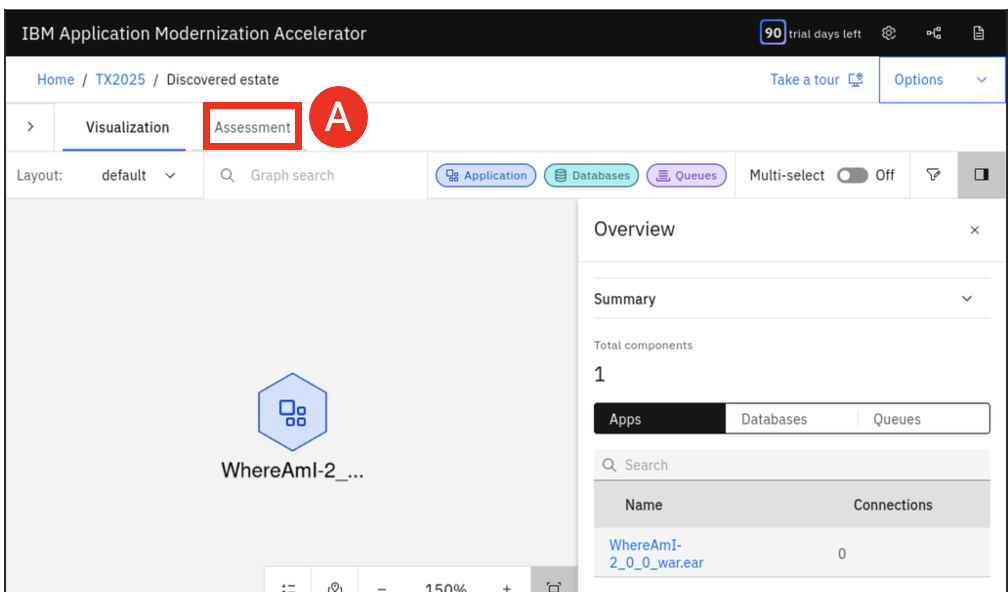 IBM Application Modernization Accelerator
90 trial days left
Home / TX2025 / Discovered estate
Take a tour
Options
Visualization
Assessment
A
Layout: default
Graph search
Application
Databases
Queues
Multi-select Off
Overview
Summary
Total components
1
Apps
Databases
Queues
Search
Name
Connections
WhereAmI-
2_0_0_war.ear
0
WhereAmI-2_...
150%